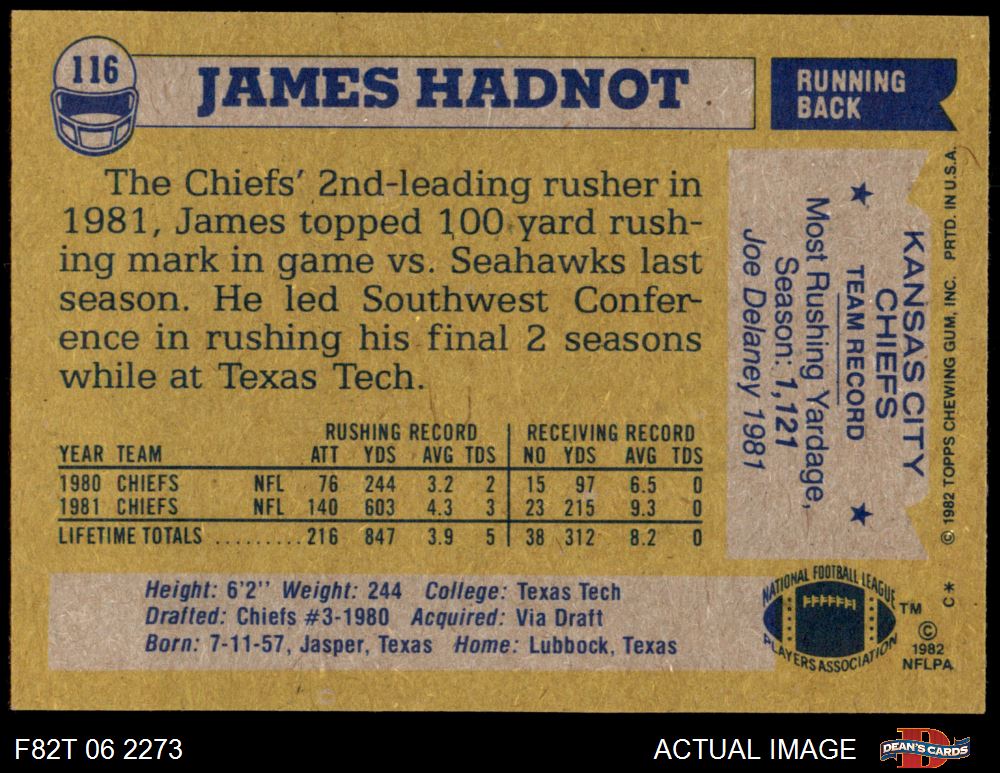 116
JAMES HADNOT
RUNNING
BACK
The Chiefs' 2nd-leading rusher in
1981, James topped 100 yard rush-
ing mark in game vs. Seahawks last
season. He led Southwest Confer-
ence in rushing his final 2 seasons
while at Texas Tech.
RUSHING RECORD RECEIVING RECORD
YEAR TEAM ATT YDS AVG TDS NO YDS AVG TDS
1980 CHIEFS NFL 76 244 3.2 2 15 97 6.5 0
1981 CHIEFS NFL 140 603 4.3 3 23 215 9.3 0
LIFETIME TOTALS .........216 847 3.9 5 38 312 8.2 0
Height: 6'2'' Weight: 244 College: Texas Tech
Drafted: Chiefs #3-1980 Acquired: Via Draft
Born: 7-11-57, Jasper, Texas Home: Lubbock, Texas
KANSAS CITY
CHIEFS
★ TEAM RECORD ★
Most Rushing Yardage,
Season: 1,121
Joe Delaney 1981
© 1982 TOPPS CHEWING GUM, INC. PRTD. IN U.S.A.
C*
NATIONAL FOOTBALL LEAGUE
PLAYERS ASSOCIATION
TM
©
1982
NFLPA
F82T 06 2273
ACTUAL IMAGE
DEAN'S CARDS